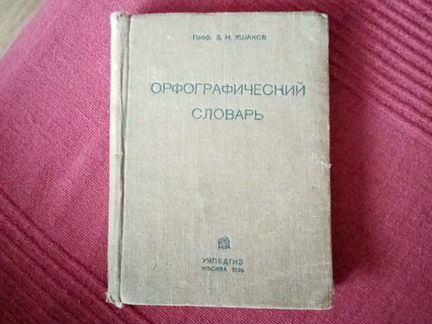 Проф. Д. Н. УШАКОВ
ОРФОГРАФИЧЕСКИЙ
СЛОВАРЬ
УЧПЕДГИЗ
МОСКВА